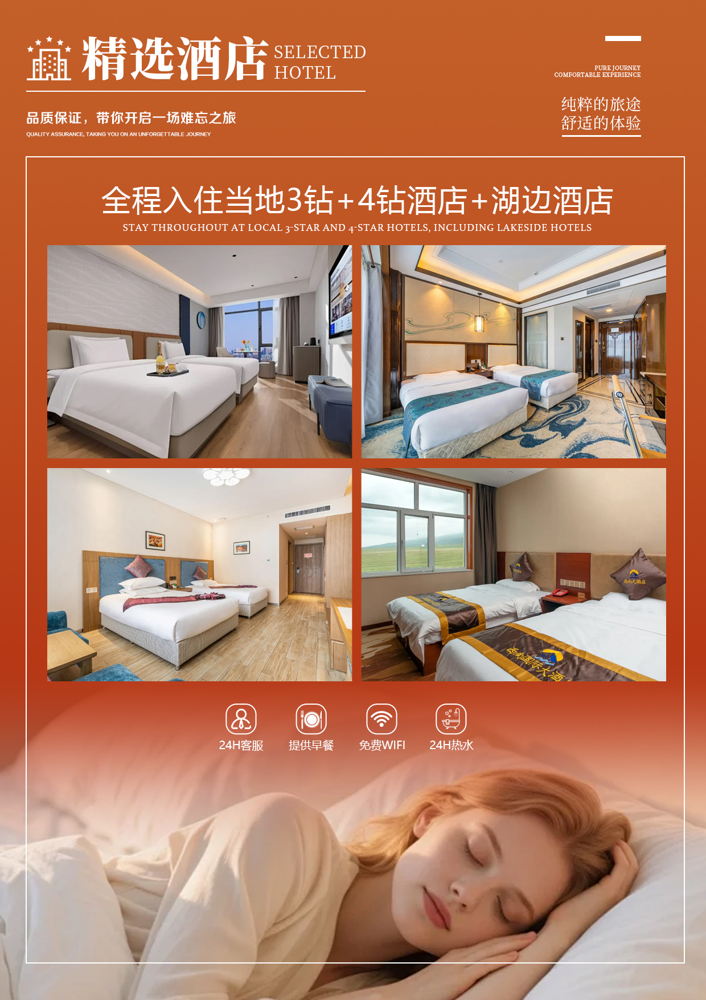 精选酒店
SELECTED
HOTEL
品质保证，带你开启一场难忘之旅
QUALITY ASSURANCE, TAKING YOU ON AN UNFORGETTABLE JOURNEY
PURE JOURNEY
COMFORTABLE EXPERIENCE
纯粹的旅途
舒适的体验
全程入住当地3钻+4钻酒店+湖边酒店
STAY THROUGHOUT AT LOCAL 3-STAR AND 4-STAR HOTELS, INCLUDING LAKESIDE HOTELS
24H客服
提供早餐
免费WIFI
24H热水